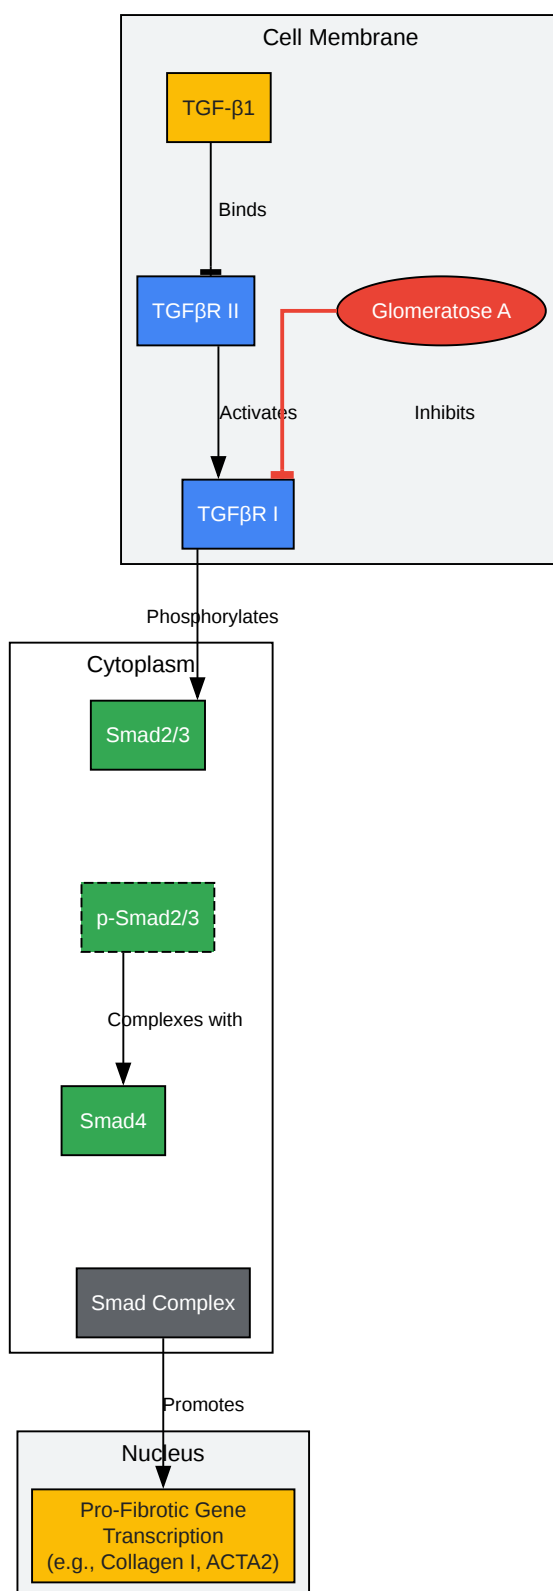 Cell Membrane
TGF-β1
Binds
TGFβR II
Glomeratose A
Activates
Inhibits
TGFβR I
Phosphorylates
Cytoplasm
Smad2/3
p-Smad2/3
Complexes with
Smad4
Smad Complex
Promotes
Nucleus
Pro-Fibrotic Gene
Transcription
(e.g., Collagen I, ACTA2)